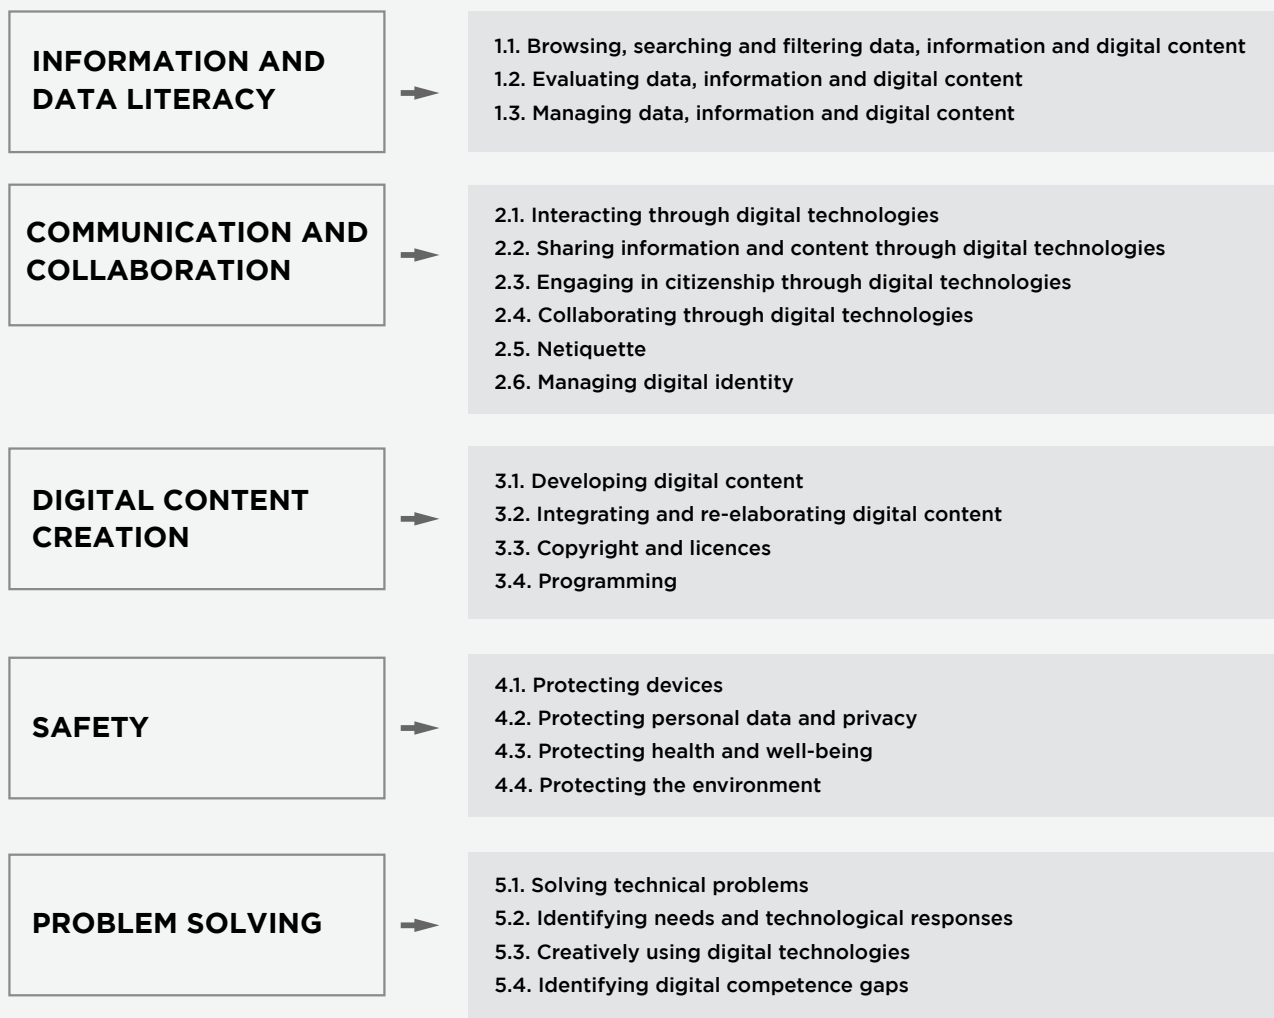 INFORMATION AND
DATA LITERACY
1.1. Browsing, searching and filtering data, information and digital content
1.2. Evaluating data, information and digital content
1.3. Managing data, information and digital content
COMMUNICATION AND
COLLABORATION
2.1. Interacting through digital technologies
2.2. Sharing information and content through digital technologies
2.3. Engaging in citizenship through digital technologies
2.4. Collaborating through digital technologies
2.5. Netiquette
2.6. Managing digital identity
DIGITAL CONTENT
CREATION
3.1. Developing digital content
3.2. Integrating and re-elaborating digital content
3.3. Copyright and licences
3.4. Programming
SAFETY
4.1. Protecting devices
4.2. Protecting personal data and privacy
4.3. Protecting health and well-being
4.4. Protecting the environment
PROBLEM SOLVING
5.1. Solving technical problems
5.2. Identifying needs and technological responses
5.3. Creatively using digital technologies
5.4. Identifying digital competence gaps